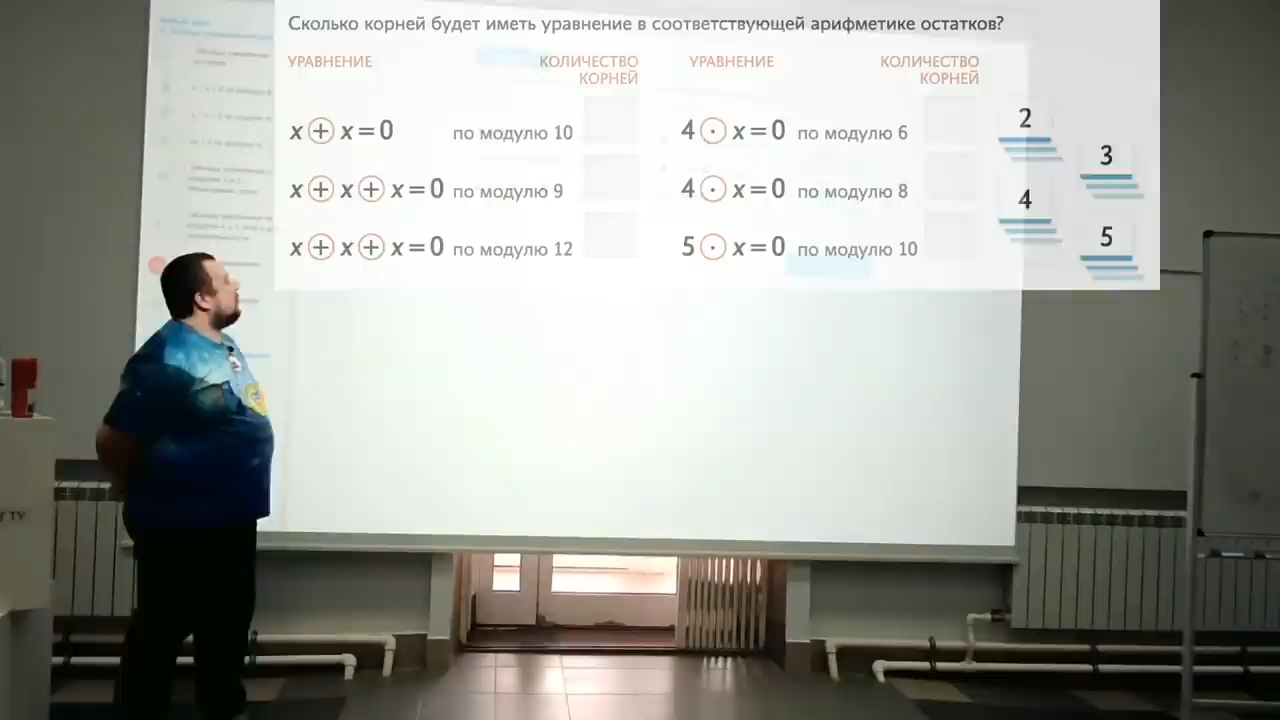 Сколько корней будет иметь уравнение в соответствующей арифметике остатков?
УРАВНЕНИЕ КОЛИЧЕСТВО КОРНЕЙ УРАВНЕНИЕ КОЛИЧЕСТВО КОРНЕЙ
x ⊕ x = 0 по модулю 10 4 ⊙ x = 0 по модулю 6
x ⊕ x ⊕ x = 0 по модулю 9 4 ⊙ x = 0 по модулю 8
x ⊕ x ⊕ x = 0 по модулю 12 5 ⊙ x = 0 по модулю 10
2
3
4
5